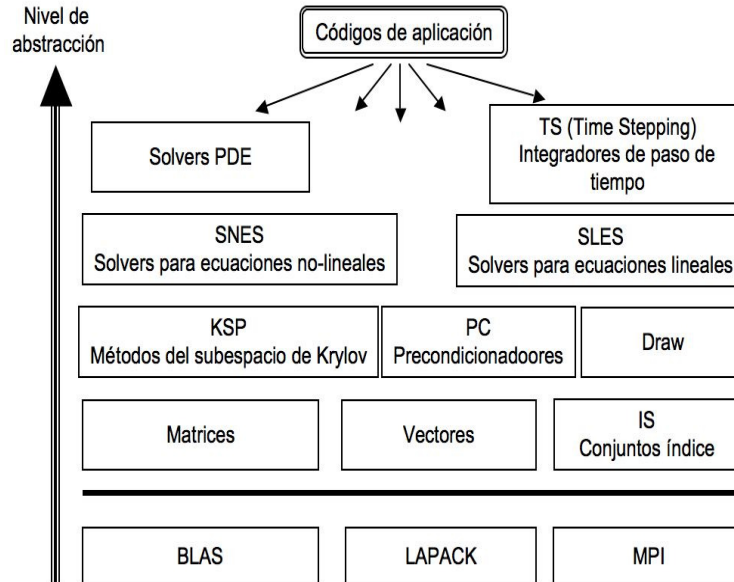 Nivel de
abstracción
Códigos de aplicación
Solvers PDE
TS (Time Stepping)
Integradores de paso de
tiempo
SNES
Solvers para ecuaciones no-lineales
SLES
Solvers para ecuaciones lineales
KSP
Métodos del subespacio de Krylov
PC
Precondicionadoores
Draw
Matrices
Vectores
IS
Conjuntos índice
BLAS
LAPACK
MPI